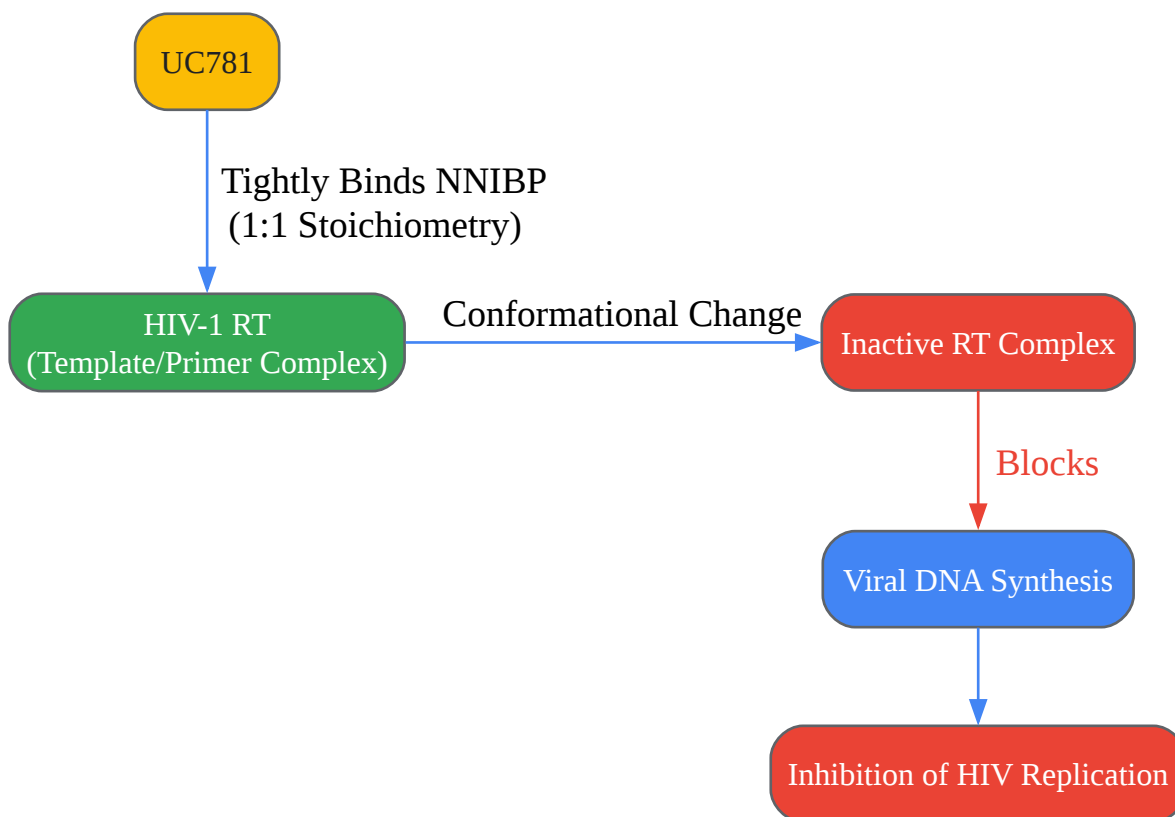 UC781
Tightly Binds NNIBP
(1:1 Stoichiometry)
HIV-1 RT
(Template/Primer Complex)
Conformational Change
Inactive RT Complex
Blocks
Viral DNA Synthesis
Inhibition of HIV Replication